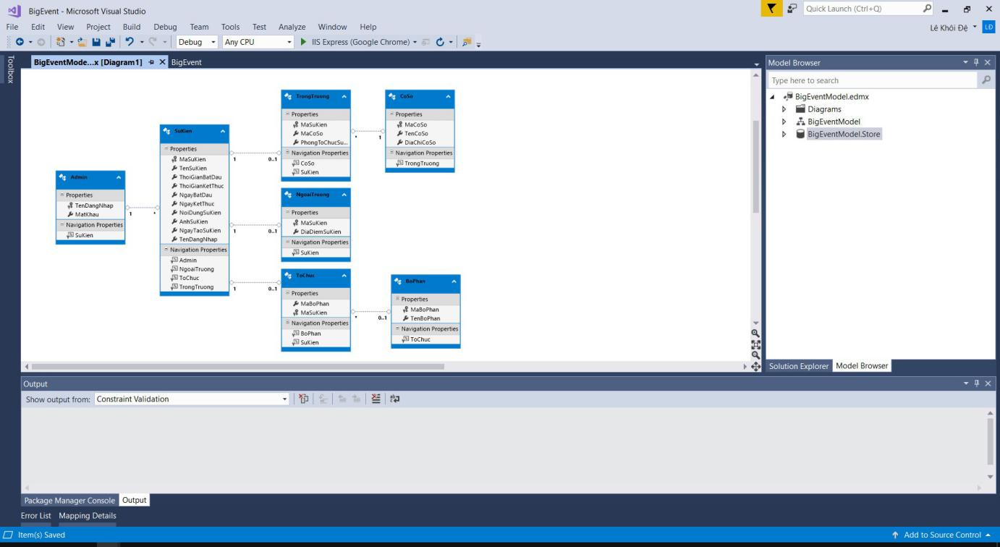 BigEvent - Microsoft Visual Studio
Quick Launch (Ctrl+Q)
File Edit View Project Build Debug Team Tools Test Analyze Window Help
Lê Khôi Đệ LĐ
Debug Any CPU IIS Express (Google Chrome)
Toolbox
BigEventMode...x [Diagram1] BigEvent
Admin
Properties
TenDangNhap
MatKhau
Navigation Properties
SuKien
1 *
SuKien
Properties
MaSuKien
TenSuKien
ThoiGianBatDau
ThoiGianKetThuc
NgayBatDau
NgayKetThuc
NoiDungSuKien
AnhSuKien
NgayTaoSuKien
TenDangNhap
Navigation Properties
Admin
NgoaiTruong
ToChuc
TrongTruong
1 0..1
1 0..1
1 0..1
TrongTruong
Properties
MaSuKien
MaCoSo
PhongToChucSu...
Navigation Properties
CoSo
SuKien
* 1
CoSo
Properties
MaCoSo
TenCoSo
DiaChiCoSo
Navigation Properties
TrongTruong
NgoaiTruong
Properties
MaSuKien
DiaDiemSuKien
Navigation Properties
SuKien
ToChuc
Properties
MaBoPhan
MaSuKien
Navigation Properties
BoPhan
SuKien
* 0..1
BoPhan
Properties
MaBoPhan
TenBoPhan
Navigation Properties
ToChuc
Model Browser
Type here to search
BigEventModel.edmx
Diagrams
BigEventModel
BigEventModel.Store
Solution Explorer Model Browser
Output
Show output from: Constraint Validation
Package Manager Console Output
Error List Mapping Details
Item(s) Saved
Add to Source Control